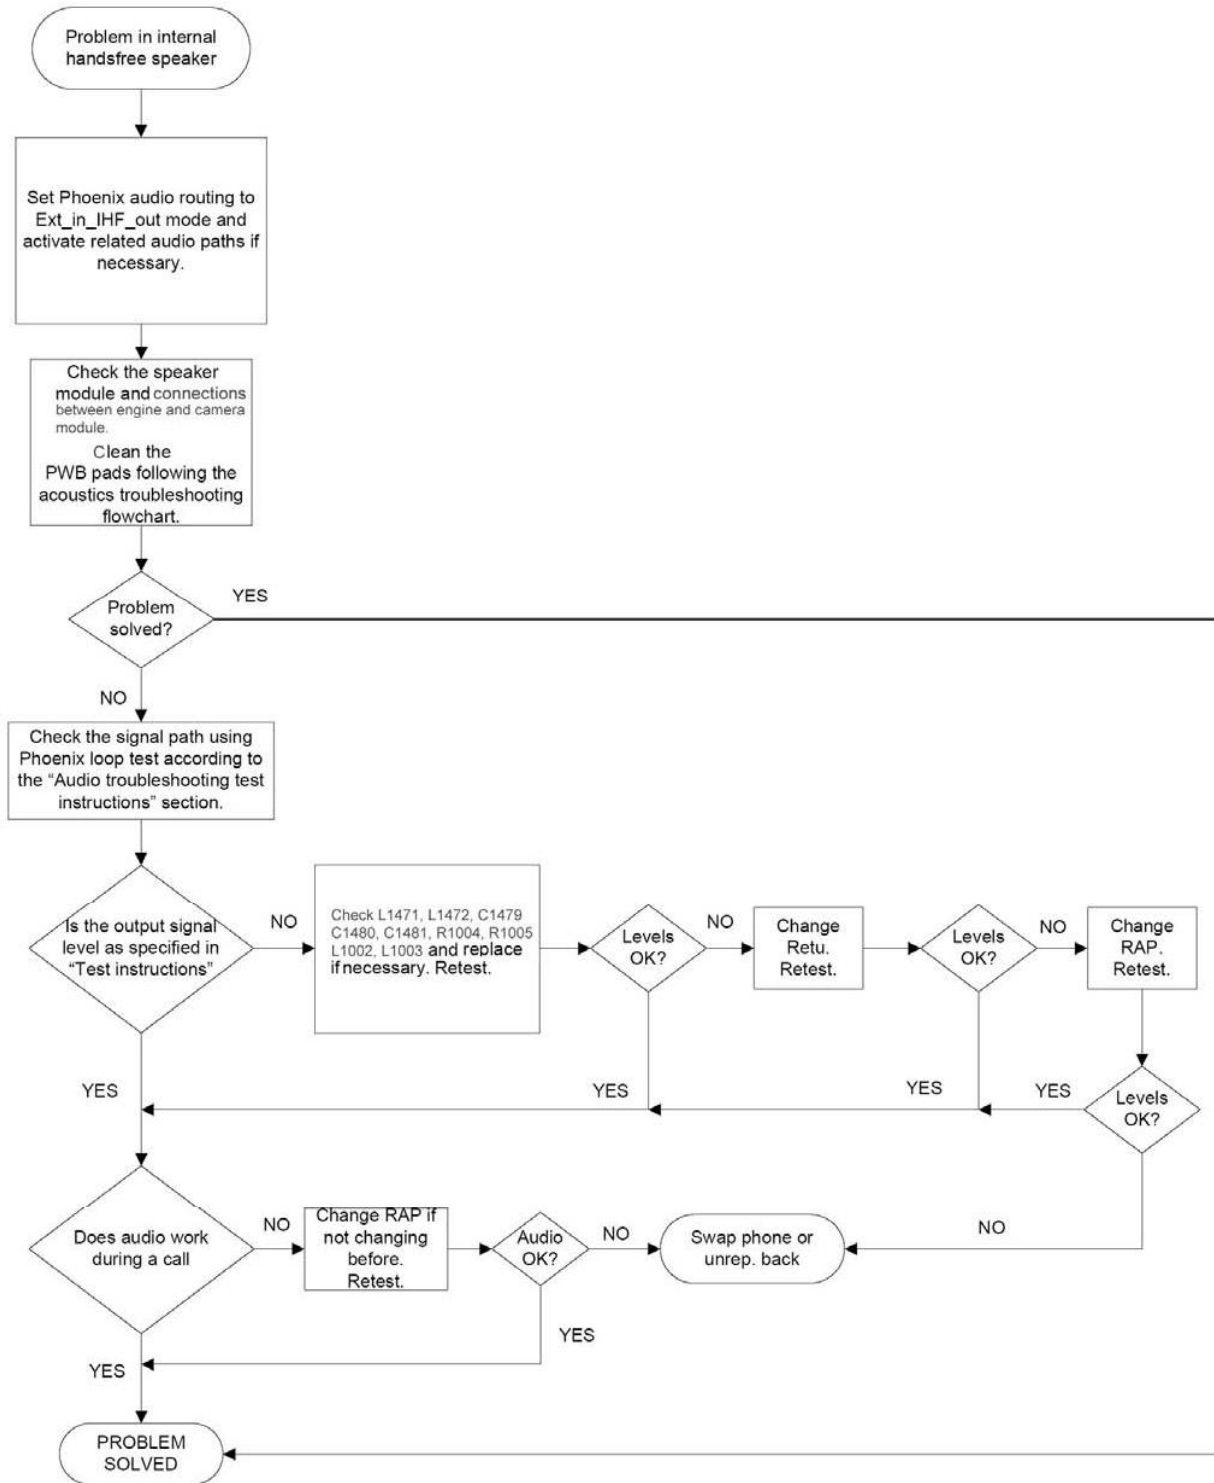 Problem in internal
handsfree speaker
Set Phoenix audio routing to
Ext_in_IHF_out mode and
activate related audio paths if
necessary.
Check the speaker
module and connections
between engine and camera
module.
Clean the
PWB pads following the
acoustics troubleshooting
flowchart.
Problem
solved?
YES
NO
Check the signal path using
Phoenix loop test according to
the “Audio troubleshooting test
instructions” section.
Is the output signal
level as specified in
“Test instructions”
NO
Check L1471, L1472, C1479
C1480, C1481, R1004, R1005
L1002, L1003 and replace
if necessary. Retest.
Levels
OK?
NO
Change
Retu.
Retest.
Levels
OK?
NO
Change
RAP.
Retest.
YES
YES
YES
YES
Levels
OK?
Does audio work
during a call
NO
Change RAP if
not changing
before.
Retest.
Audio
OK?
NO
Swap phone or
unrep. back
NO
YES
YES
PROBLEM
SOLVED